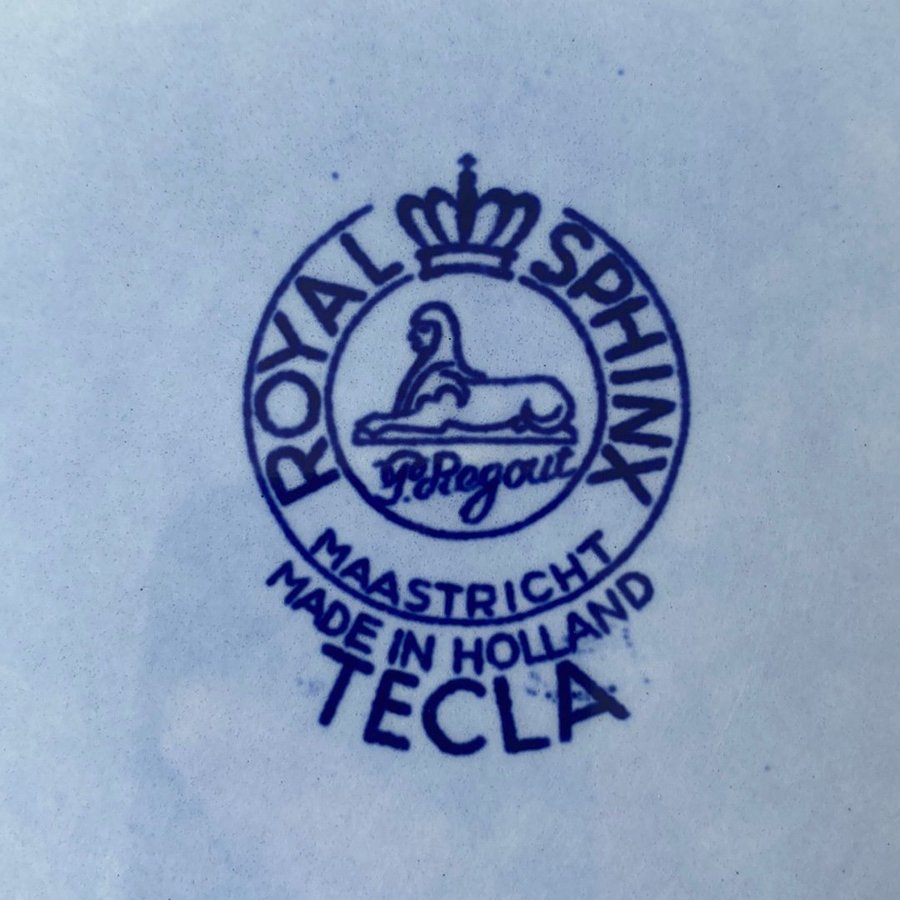 ROYAL SPHINX
P. Regout
MAASTRICHT
MADE IN HOLLAND
TECLA